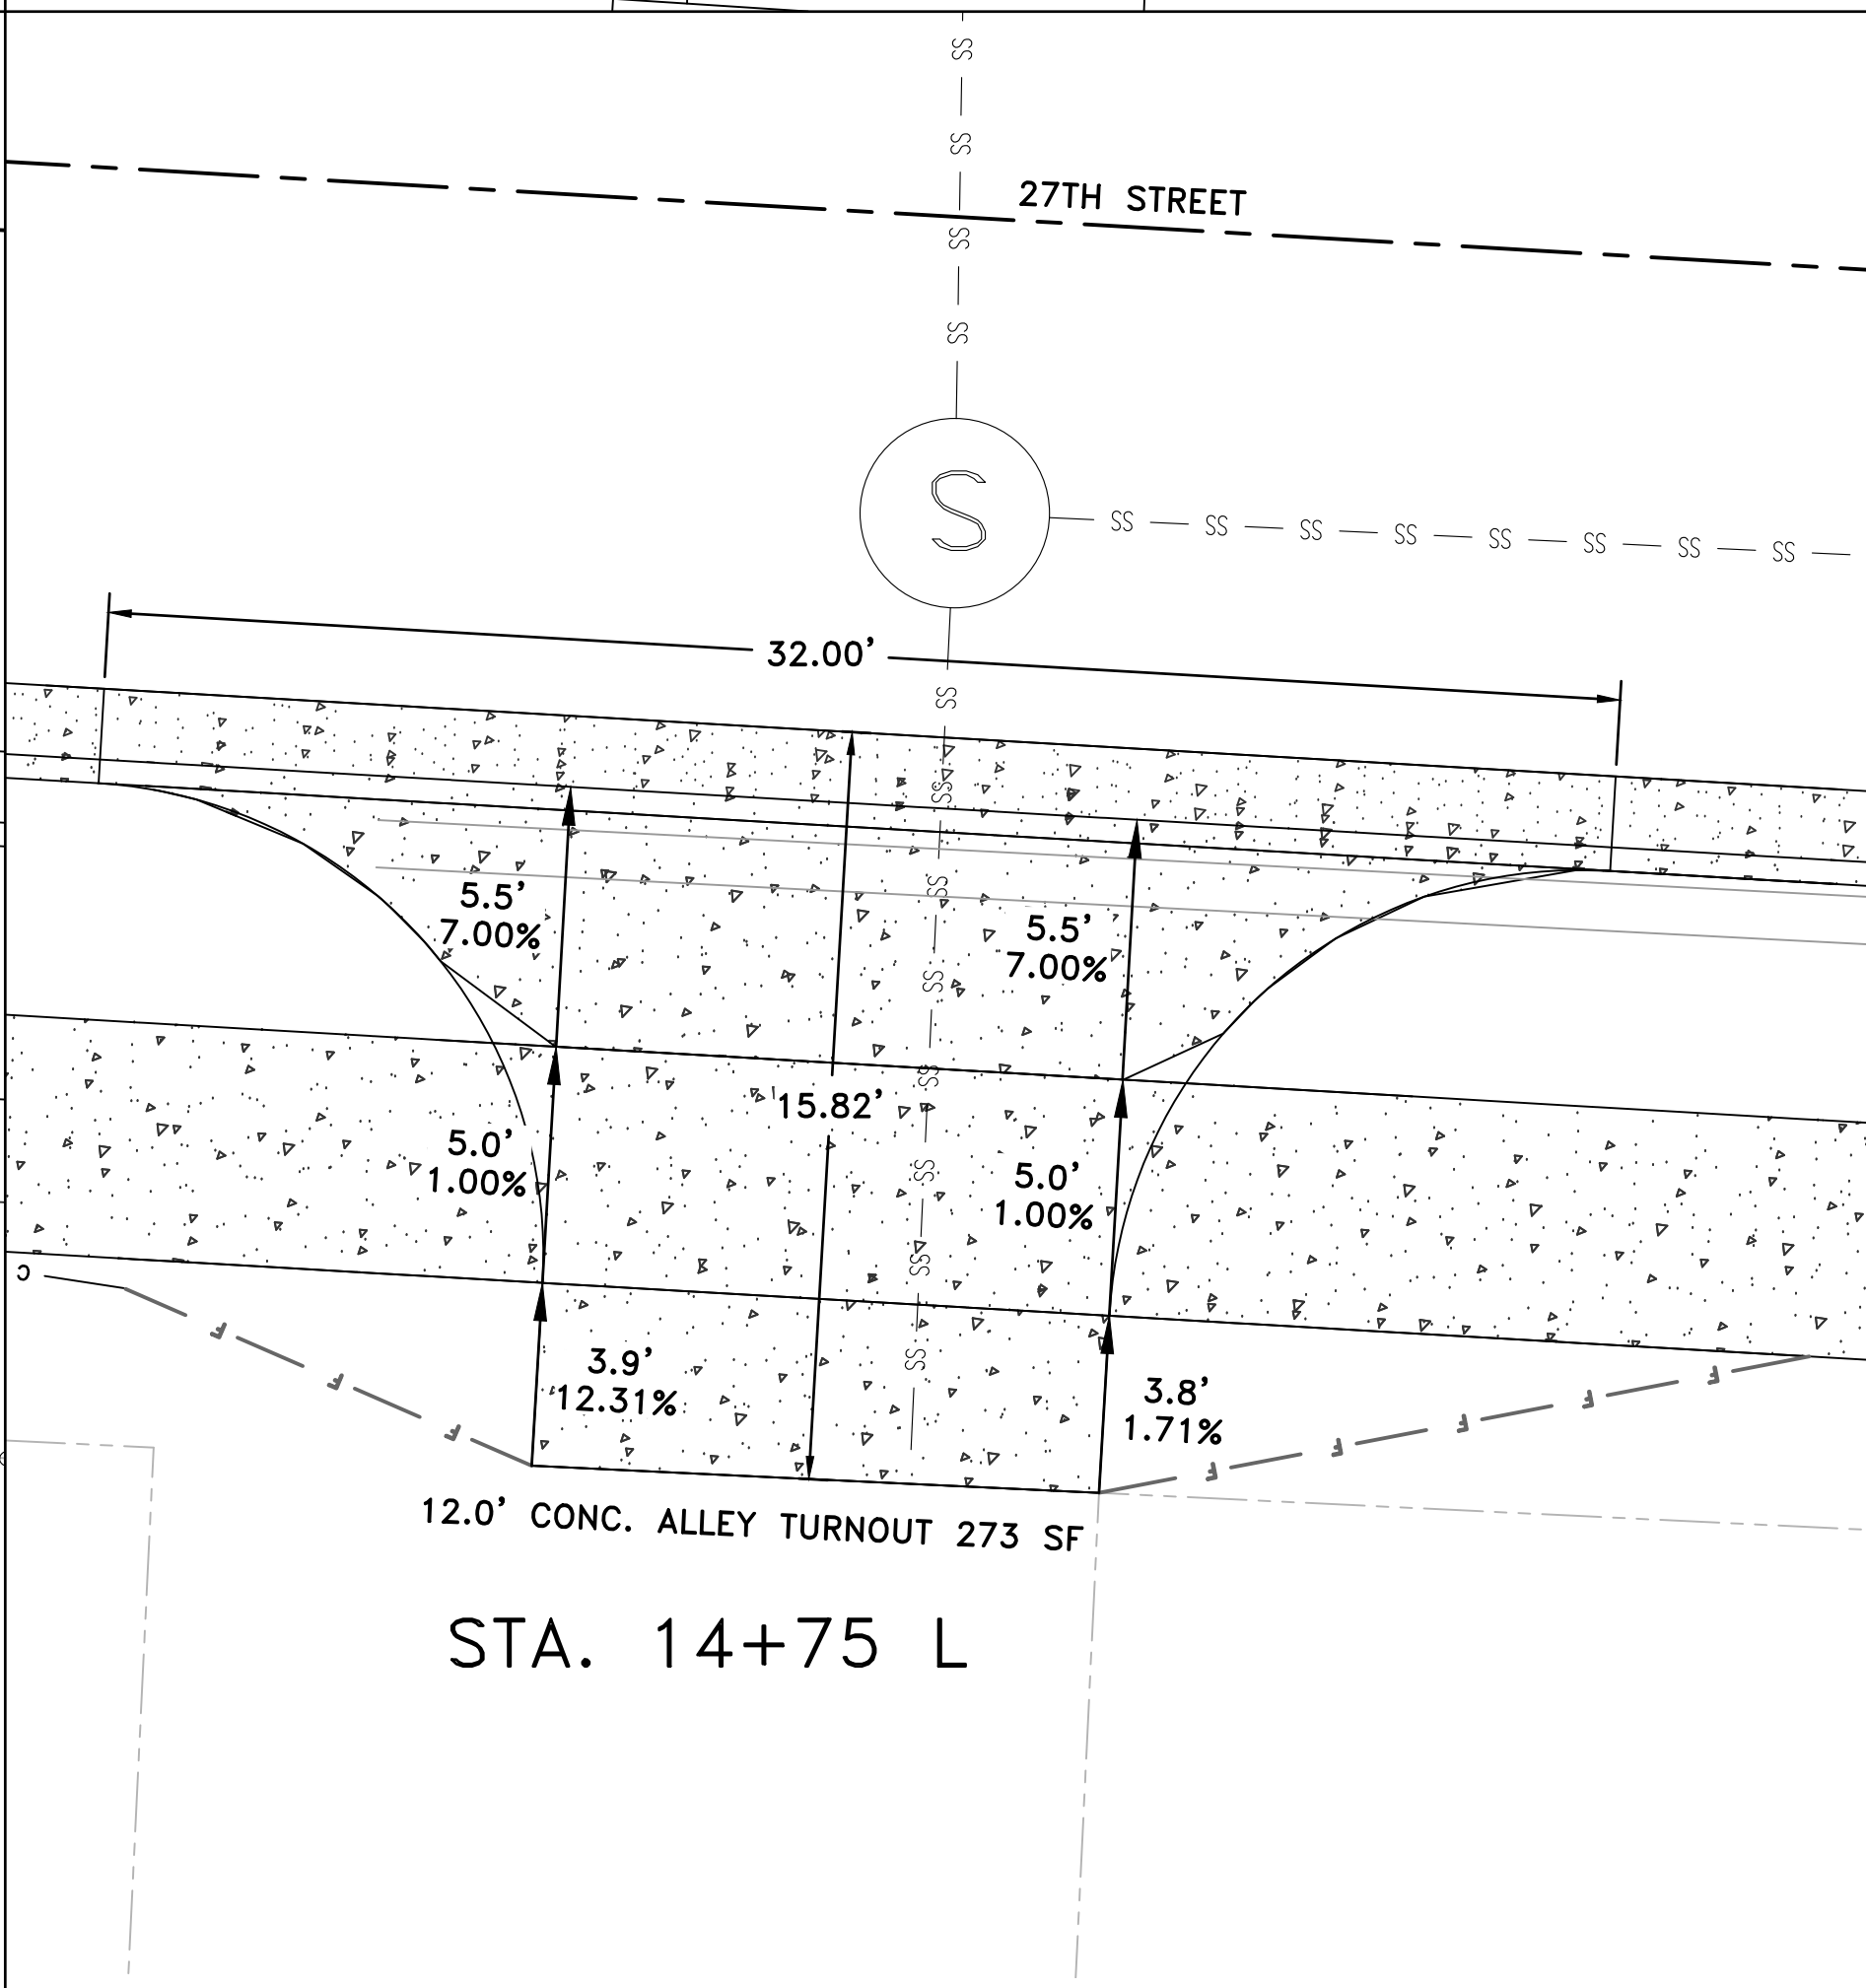 SS
SS
27TH STREET
SS
SS
S
SS SS SS SS SS SS SS SS
32.00'
SS
SS
SS
5.5'
7.00%
5.5'
7.00%
SS
SS
15.82'
5.0'
1.00%
5.0'
1.00%
SS
SS
SS
3.9'
12.31%
3.8'
1.71%
F F F
F F F F F
12.0' CONC. ALLEY TURNOUT 273 SF
STA. 14+75 L